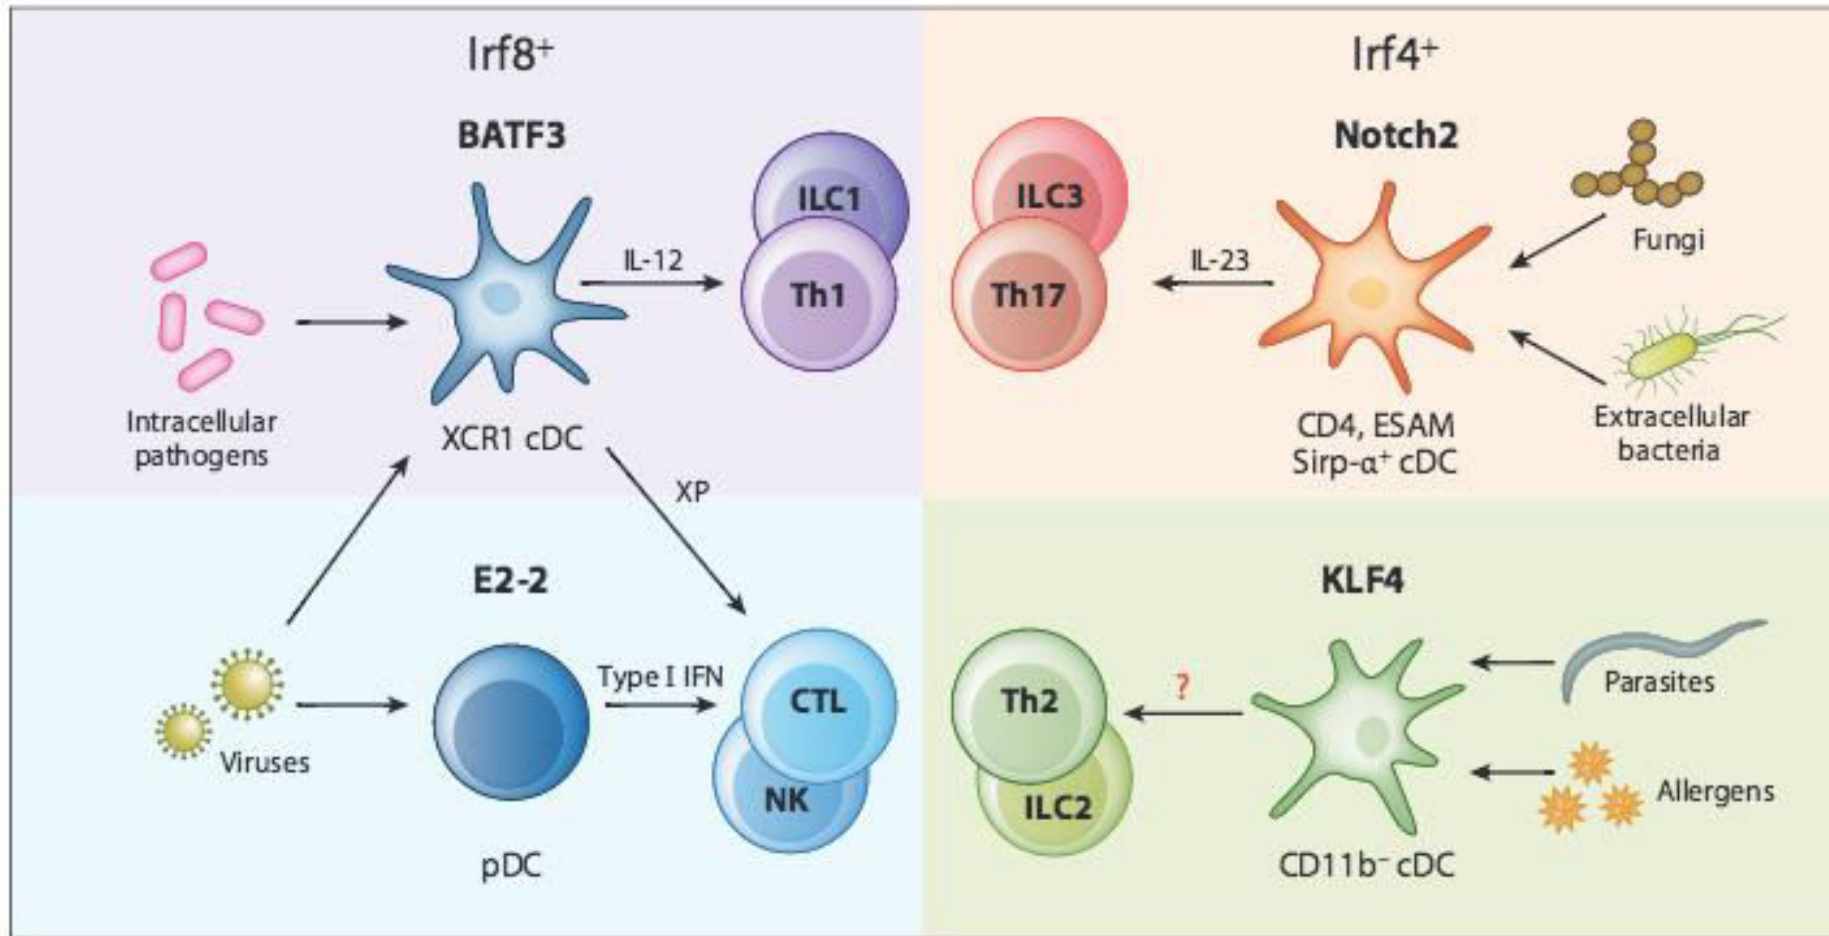 Irf8⁺
BATF3
ILC1
IL-12
Th1
Intracellular
pathogens
XCR1 cDC
XP
E2-2
Type I IFN
CTL
Viruses
NK
pDC
Irf4⁺
Notch2
ILC3
Fungi
IL-23
Th17
CD4, ESAM
Sirp-α⁺ cDC
Extracellular
bacteria
KLF4
Th2
?
Parasites
ILC2
Allergens
CD11b⁻ cDC